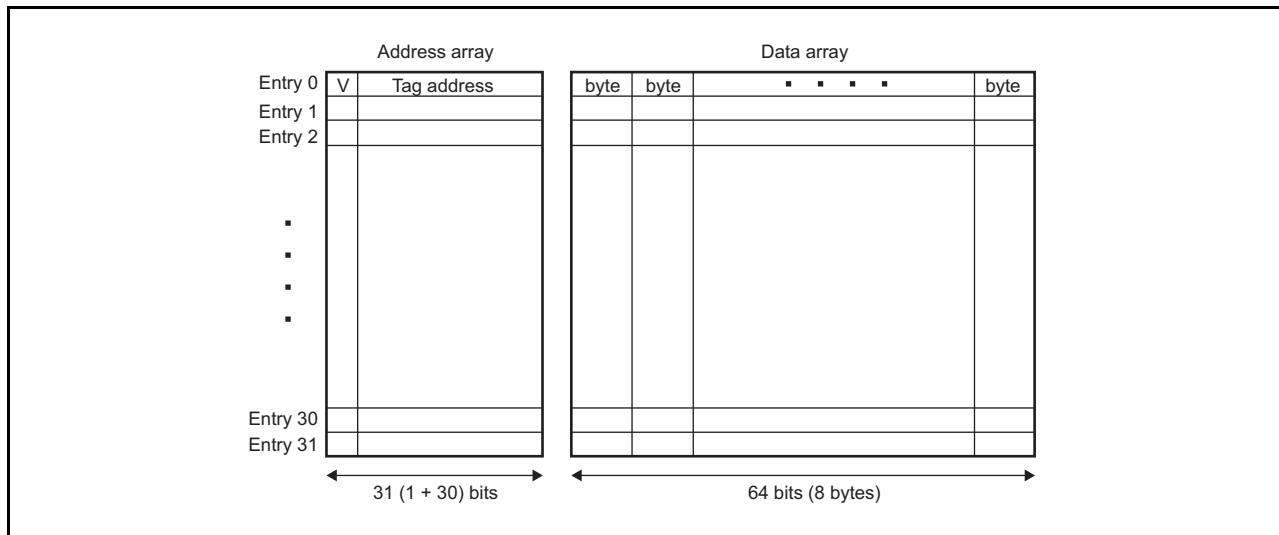 Address array
Data array
Entry 0 V Tag address byte byte ▪ ▪ ▪ ▪ byte
Entry 1
Entry 2
Entry 30
Entry 31
31 (1 + 30) bits
64 bits (8 bytes)